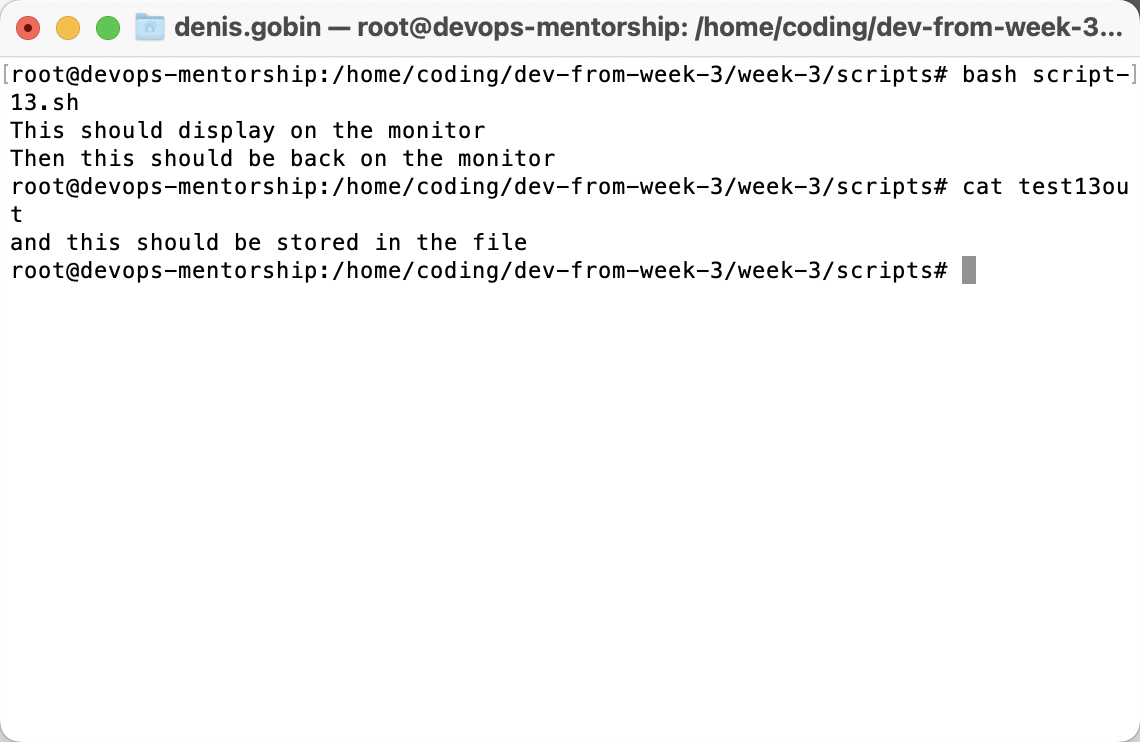 denis.gobin — root@devops-mentorship: /home/coding/dev-from-week-3...
[root@devops-mentorship:/home/coding/dev-from-week-3/week-3/scripts# bash script-]
13.sh
This should display on the monitor
Then this should be back on the monitor
root@devops-mentorship:/home/coding/dev-from-week-3/week-3/scripts# cat test13ou
t
and this should be stored in the file
root@devops-mentorship:/home/coding/dev-from-week-3/week-3/scripts#